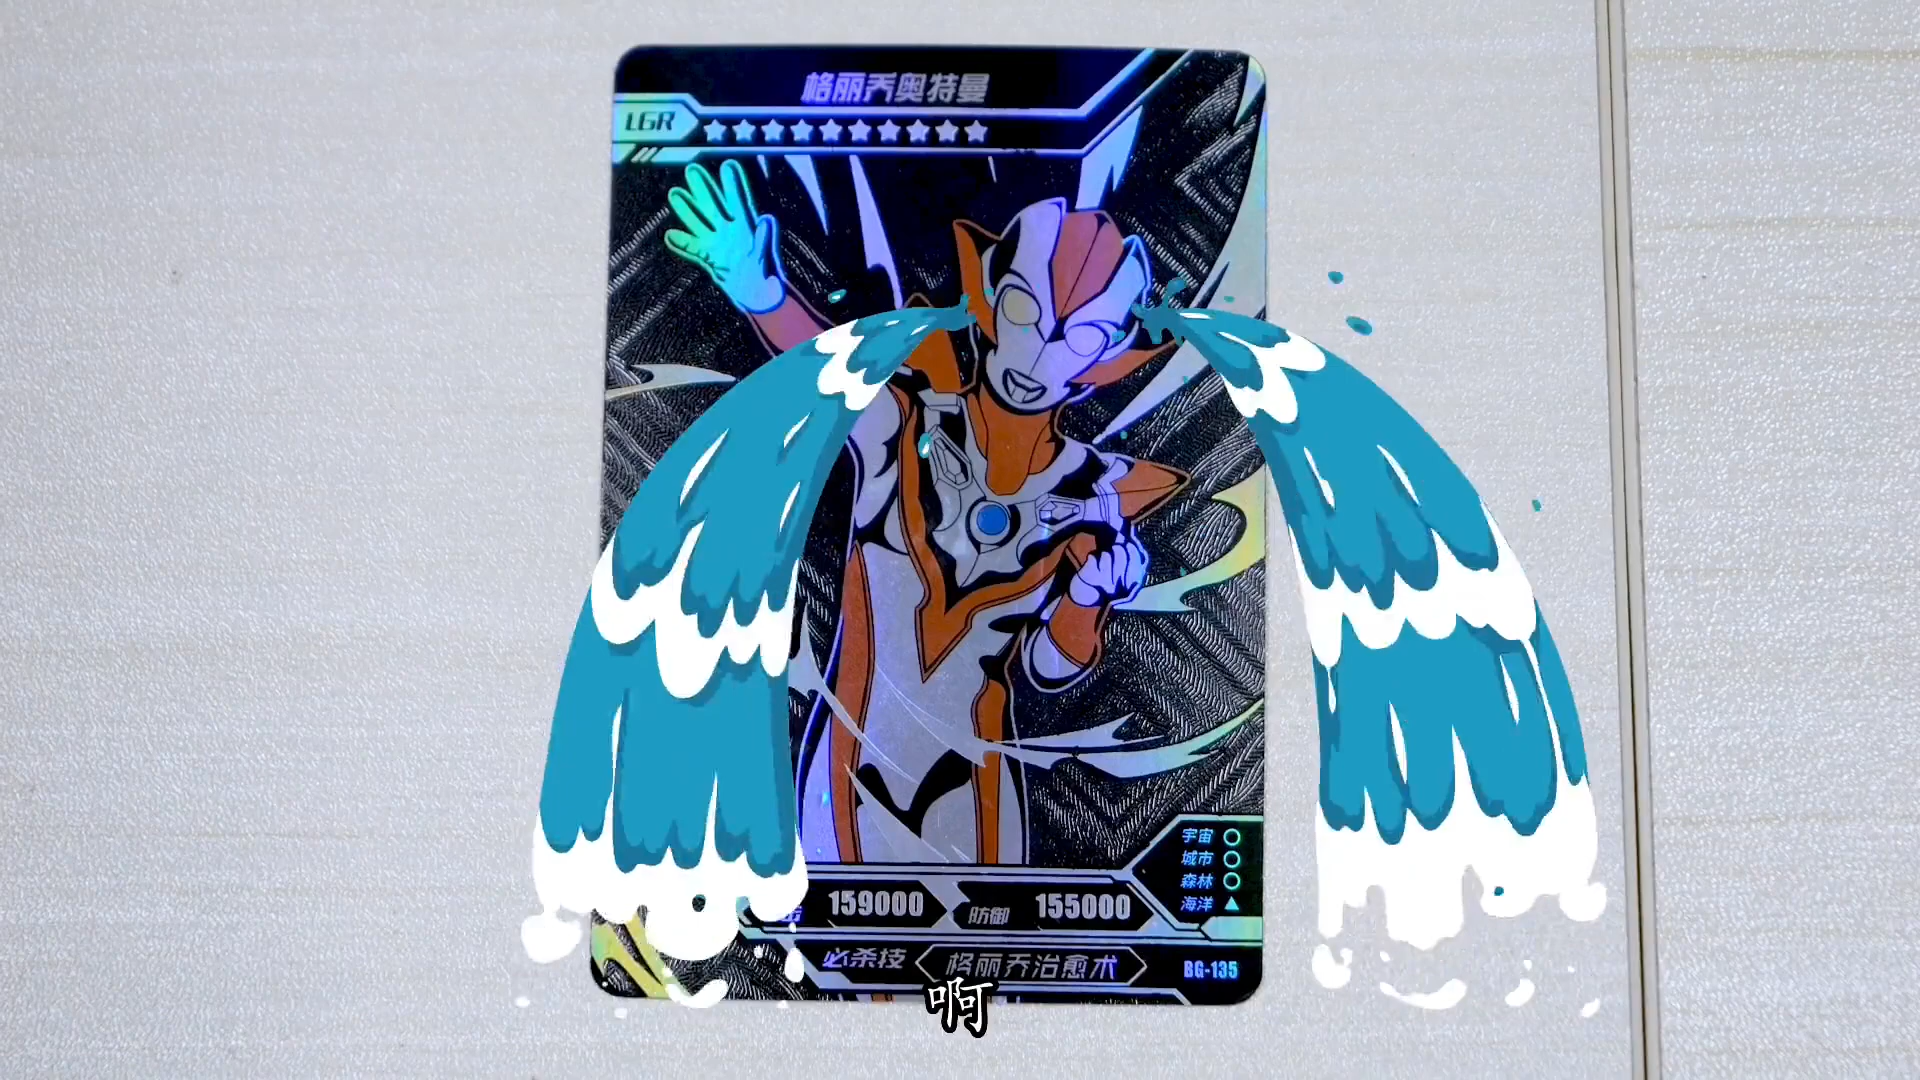 格丽乔奥特曼
LGR
宇宙
城市
森林
海洋
159000
防御 155000
必杀技 格丽乔治愈术 BG-135
啊